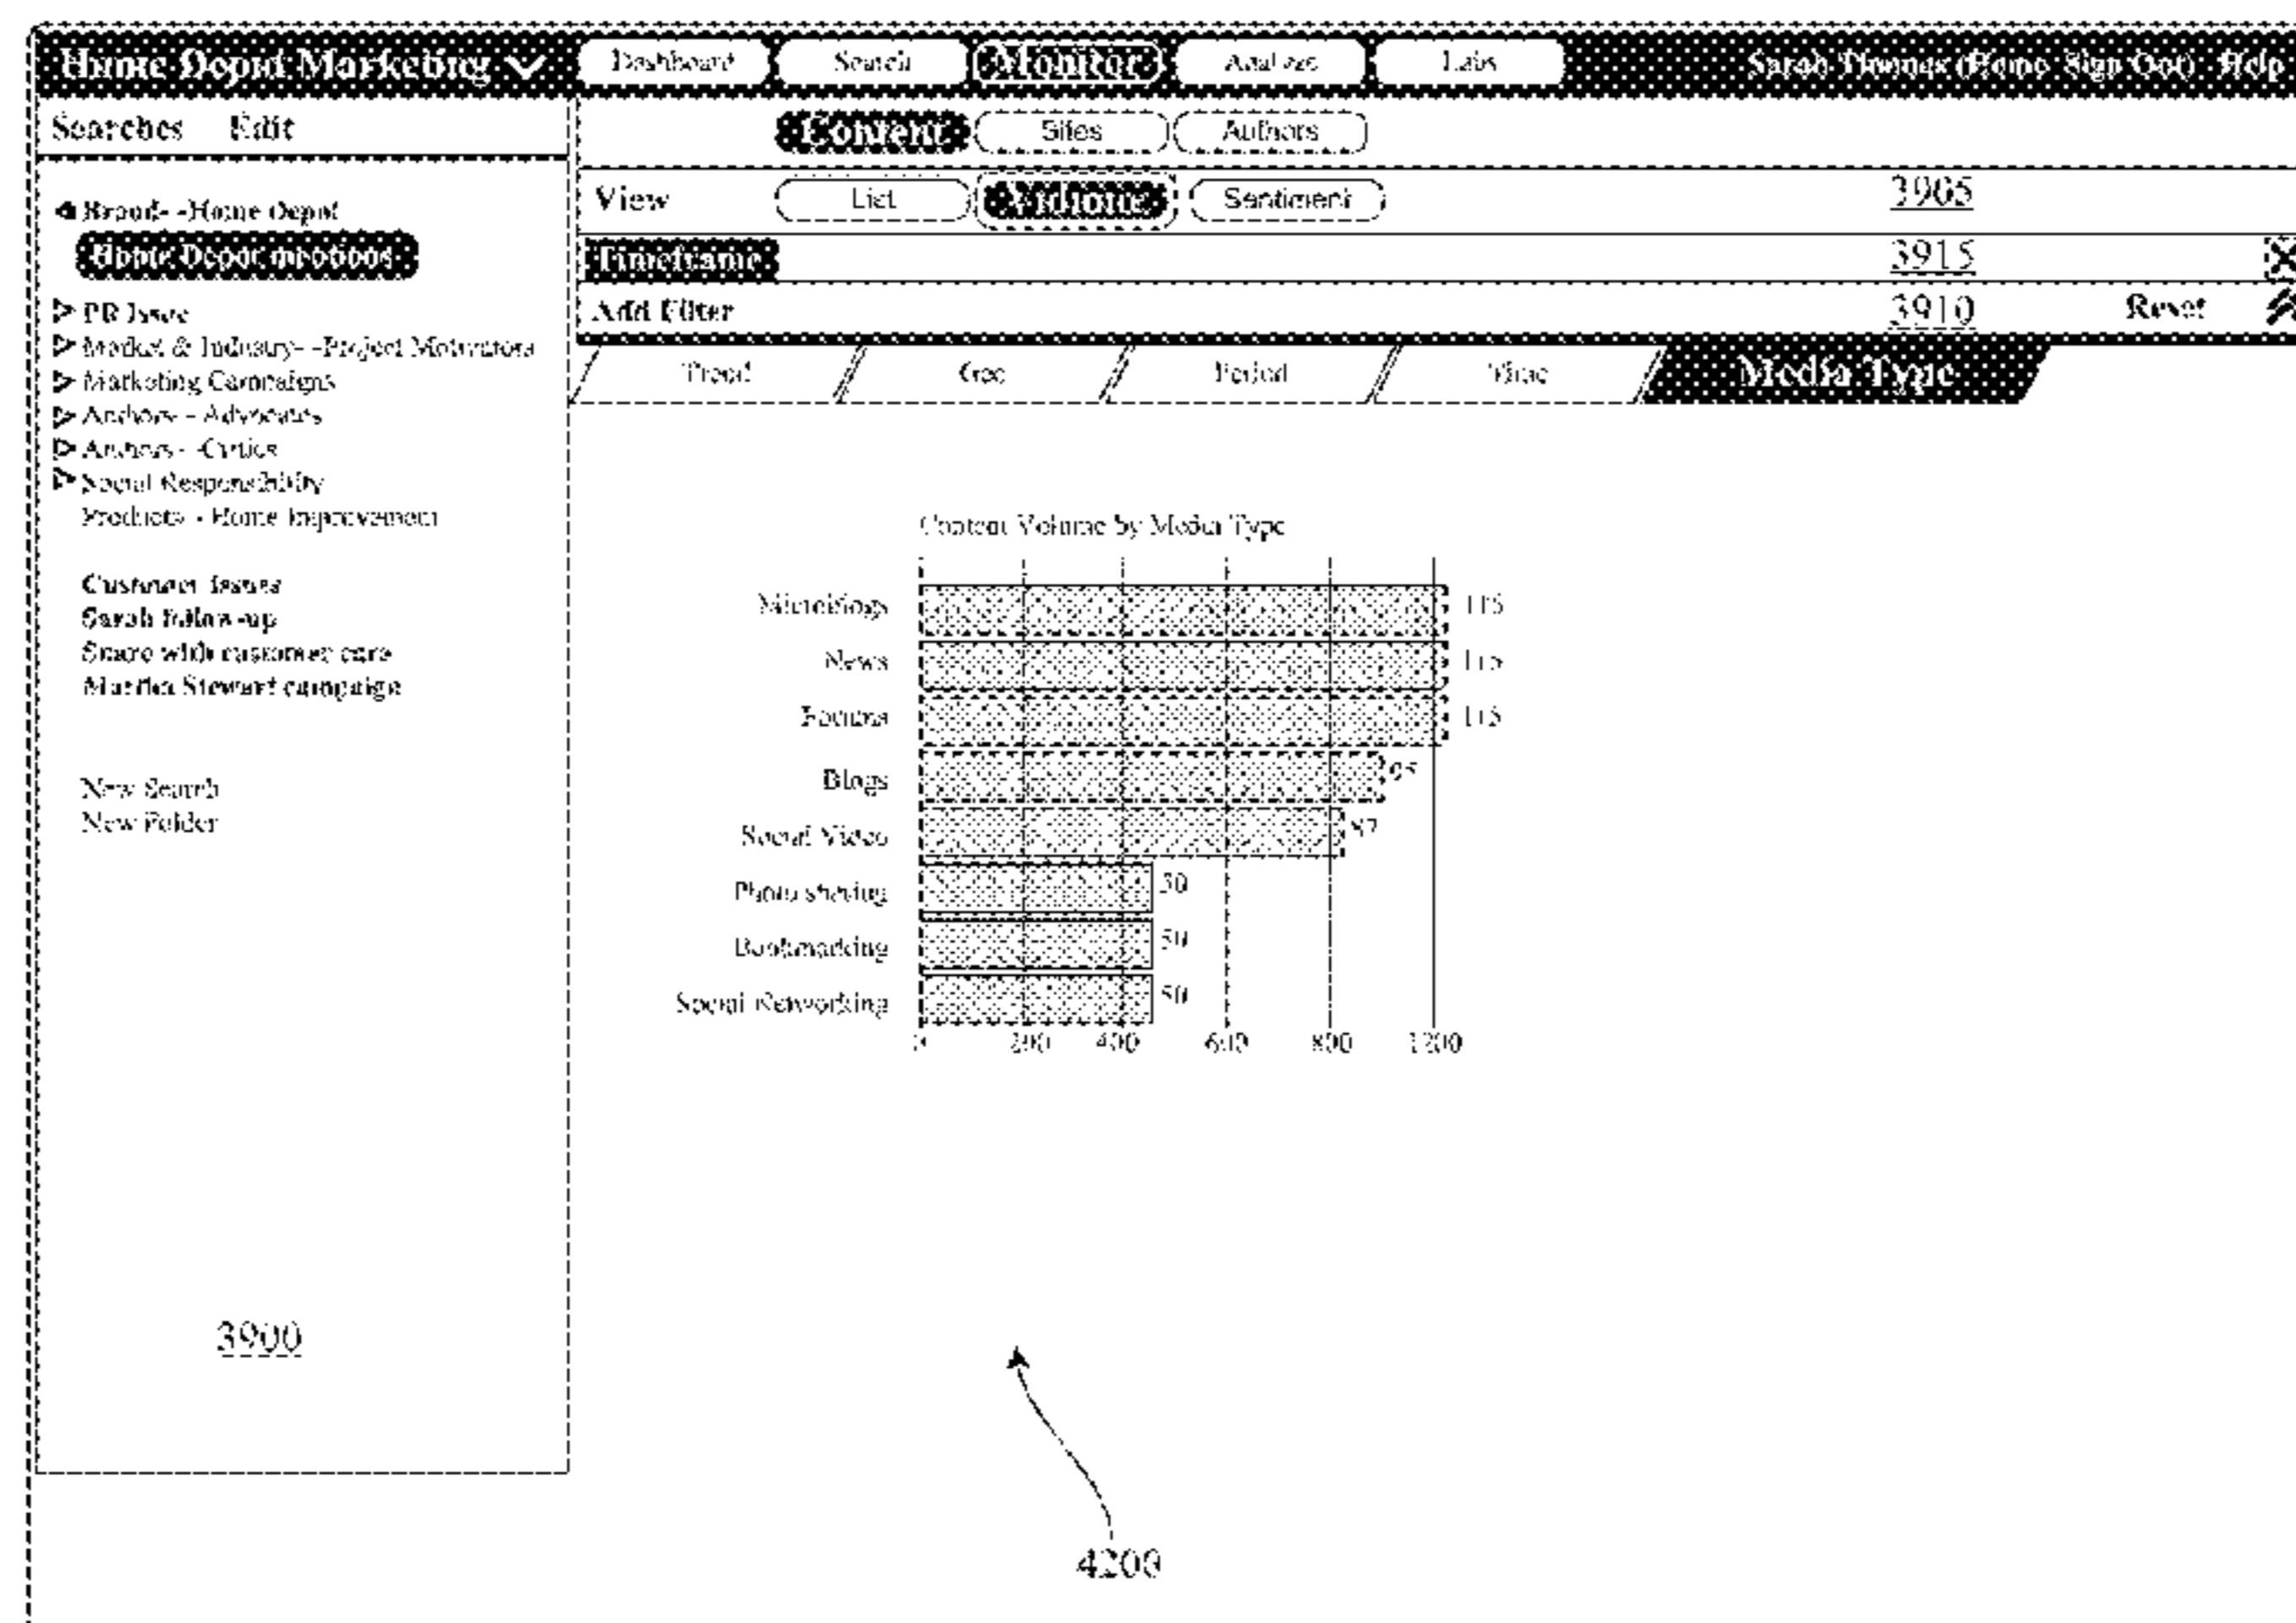 Home Depot Marketing Dashboard Search Monitor Analyze Labs Sarah Thomas (Home Sign Out) Help
Searches Edit
Content Sites Authors
View List Volume Sentiment 3905
Brand--Home Depot
Home Depot mentions
Timeframe 3915
Add Filter 3910 Reset
PR Issue
Market & Industry--Project Motivators
Marketing Campaigns
Authors--Advocates
Authors--Critics
Social Responsibility
Products - Home Improvement
Trend Geo Period Time Media Type
Customer Issues
Sarah follow-up
Share with customer care
Martha Stewart campaign
New Search
New Folder
Content Volume by Media Type
Microblogs 115
News 115
Forums 115
Blogs 95
Social Video 87
Photo sharing 50
Bookmarking 50
Social Networking 50
0 200 400 600 800 1200
3900
4200